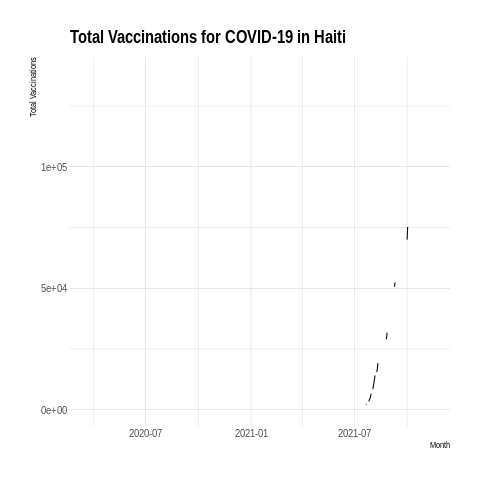 Total Vaccinations for COVID-19 in Haiti
Total Vaccinations
1e+05
5e+04
0e+00
2020-07
2021-01
2021-07
Month